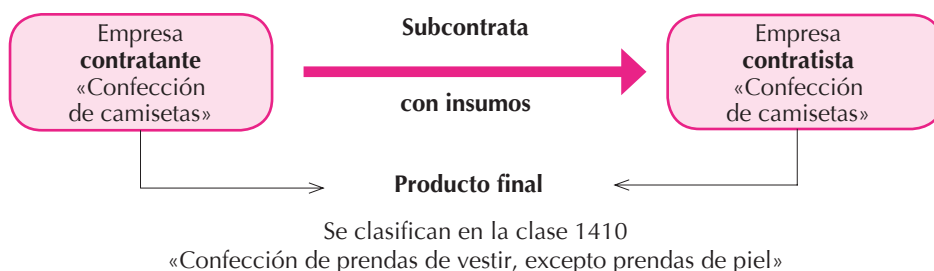 Empresa
contratante
«Confección
de camisetas»
Subcontrata
con insumos
Empresa
contratista
«Confección
de camisetas»
Producto final
Se clasifican en la clase 1410
«Confección de prendas de vestir, excepto prendas de piel»